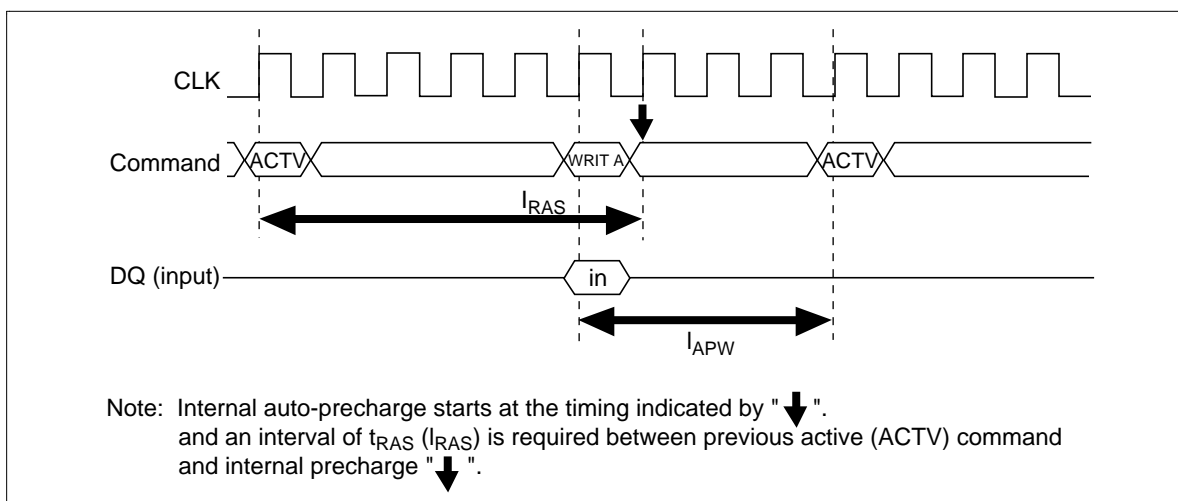 CLK
Command ACTV WRIT A ACTV
lRAS
DQ (input) in
lAPW
Note: Internal auto-precharge starts at the timing indicated by " ".
and an interval of tRAS (lRAS) is required between previous active (ACTV) command
and internal precharge " ".